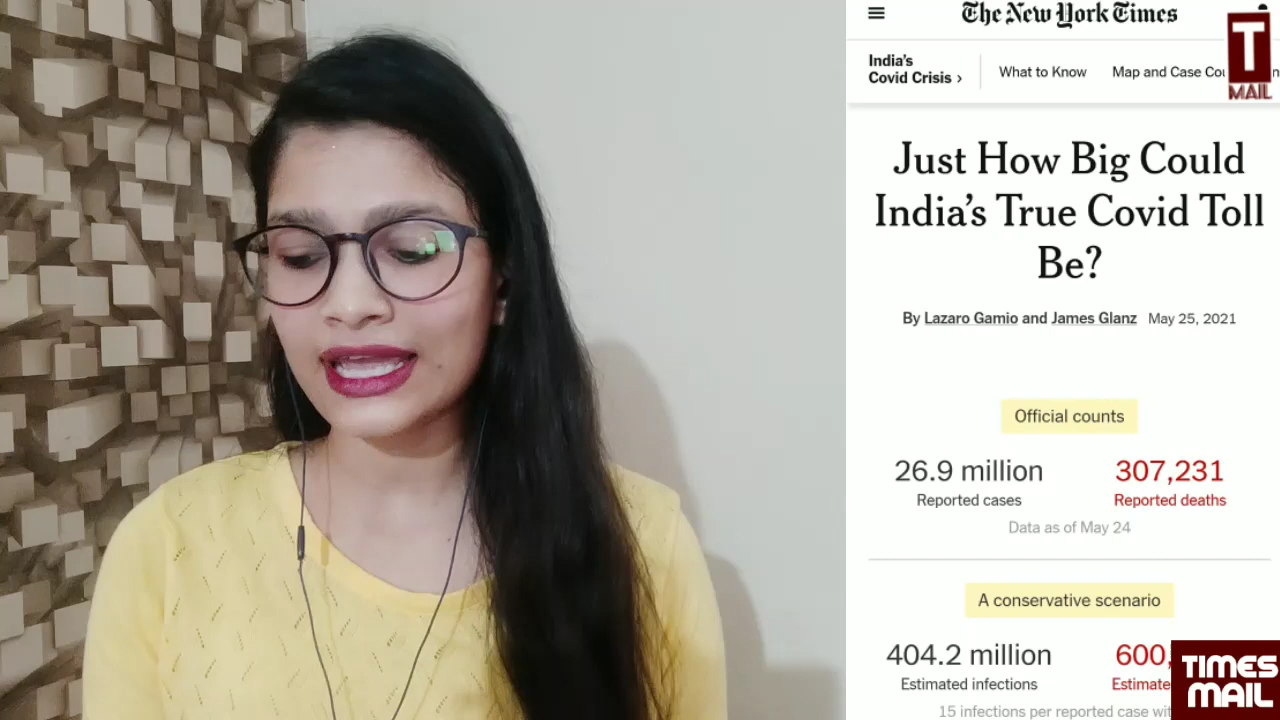 The New York Times
T
MAIL
India's
Covid Crisis ›
What to Know
Map and Case
Just How Big Could
India's True Covid Toll
Be?
By Lazaro Gamio and James Glanz May 25, 2021
Official counts
26.9 million
307,231
Reported cases
Reported deaths
Data as of May 24
A conservative scenario
404.2 million
600,
Estimated infections
Estimate
15 infections per reported case
TIMES
MAIL